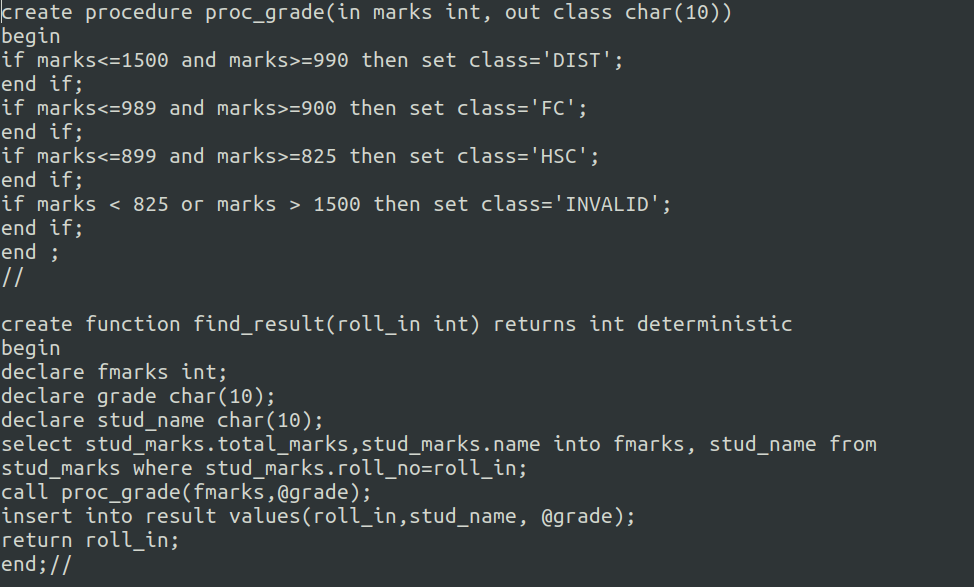 create procedure proc_grade(in marks int, out class char(10))
begin
if marks<=1500 and marks>=990 then set class='DIST';
end if;
if marks<=989 and marks>=900 then set class='FC';
end if;
if marks<=899 and marks>=825 then set class='HSC';
end if;
if marks < 825 or marks > 1500 then set class='INVALID';
end if;
end ;
//

create function find_result(roll_in int) returns int deterministic
begin
declare fmarks int;
declare grade char(10);
declare stud_name char(10);
select stud_marks.total_marks,stud_marks.name into fmarks, stud_name from
stud_marks where stud_marks.roll_no=roll_in;
call proc_grade(fmarks,@grade);
insert into result values(roll_in,stud_name, @grade);
return roll_in;
end;//